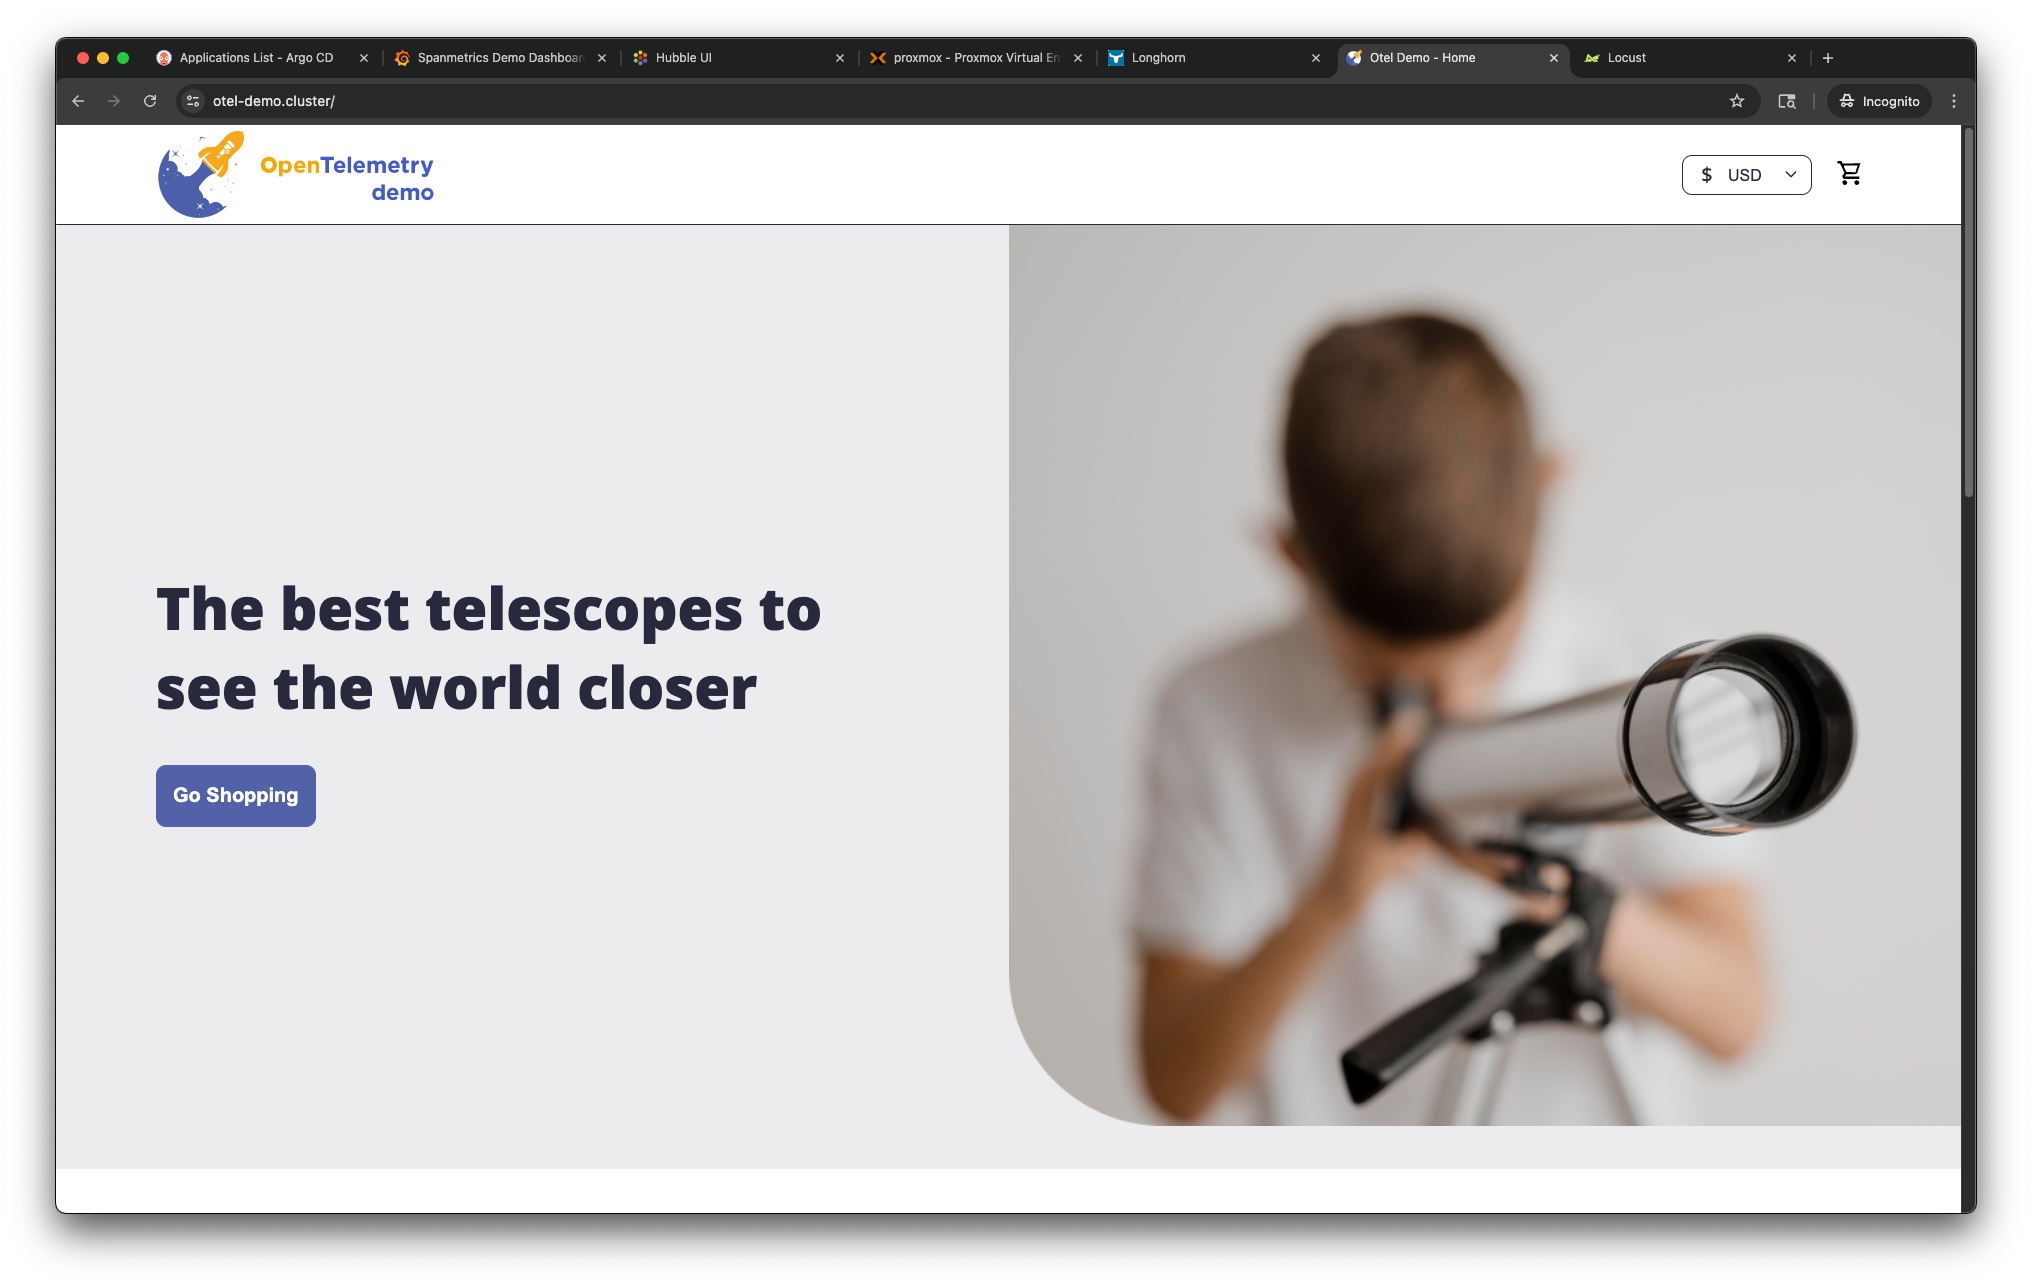 Applications List - Argo CD
Spanmetrics Demo Dashboar
Hubble UI
proxmox - Proxmox Virtual En
Longhorn
Otel Demo - Home
Locust
otel-demo.cluster/
Incognito
OpenTelemetry
demo
$ USD
The best telescopes to
see the world closer
Go Shopping